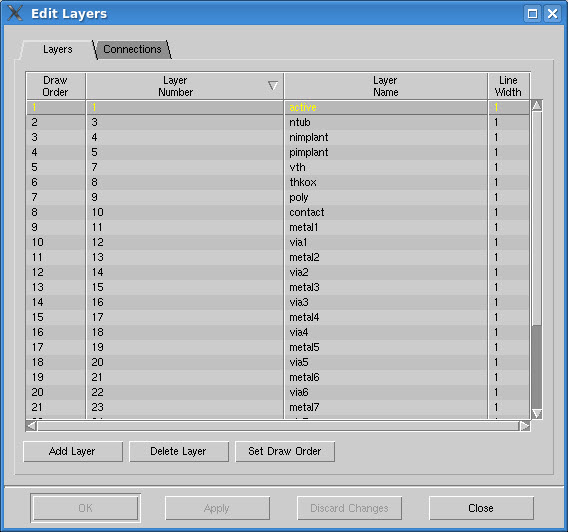 Edit Layers
Layers Connections
Draw Order Layer Number Layer Name Line Width
1 1 active 1
2 3 ntub 1
3 4 nimplant 1
4 5 pimplant 1
5 7 vth 1
6 8 thkox 1
7 9 poly 1
8 10 contact 1
9 11 metal1 1
10 12 via1 1
11 13 metal2 1
12 14 via2 1
13 15 metal3 1
14 16 via3 1
15 17 metal4 1
16 18 via4 1
17 19 metal5 1
18 20 via5 1
19 21 metal6 1
20 22 via6 1
21 23 metal7 1
Add Layer Delete Layer Set Draw Order
OK Apply Discard Changes Close